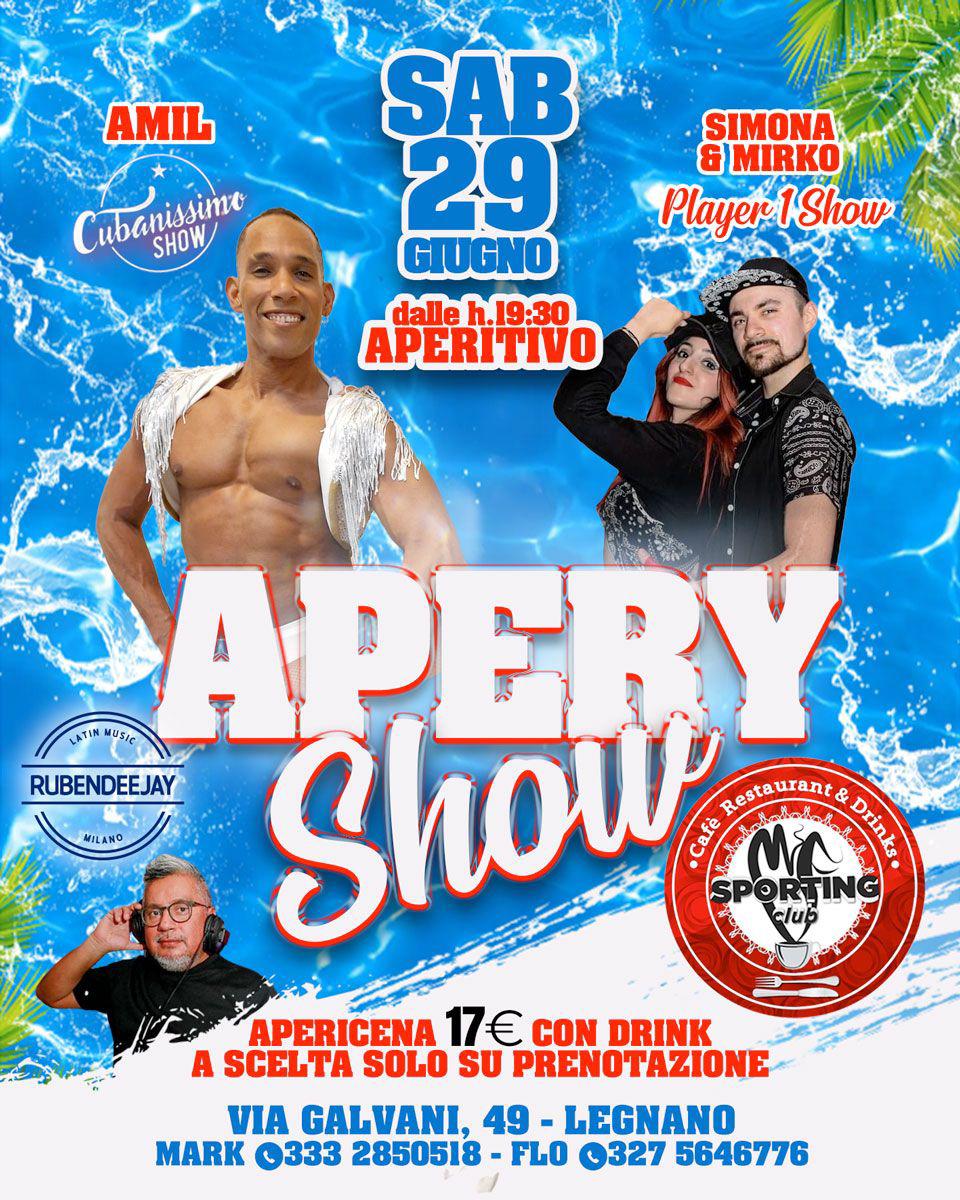 SAB
29
GIUGNO
dalle h.19:30
APERITIVO
AMIL
Cubanissimo
SHOW
SIMONA
& MIRKO
Player 1 Show
APERY
Show
LATIN MUSIC
RUBENDEEJAY
MILANO
•Cafè Restaurant & Drinks•
MC
SPORTING
club
APERICENA 17€ CON DRINK
A SCELTA SOLO SU PRENOTAZIONE
VIA GALVANI, 49 - LEGNANO
MARK 333 2850518 - FLO 327 5646776